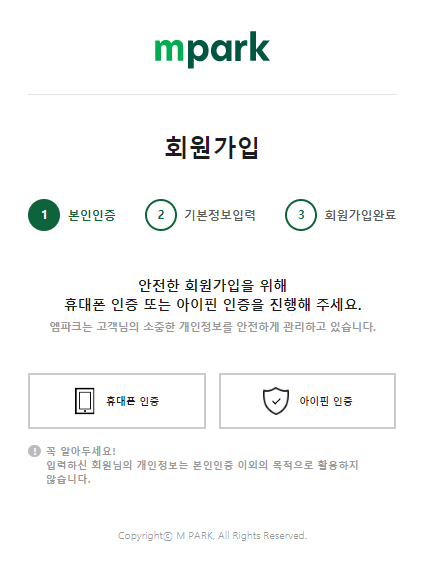 mpark
회원가입
1 본인인증 2 기본정보입력 3 회원가입완료
안전한 회원가입을 위해
휴대폰 인증 또는 아이핀 인증을 진행해 주세요.
엠파크는 고객님의 소중한 개인정보를 안전하게 관리하고 있습니다.
휴대폰 인증 아이핀 인증
! 꼭 알아두세요!
입력하신 회원님의 개인정보는 본인인증 이외의 목적으로 활용하지
않습니다.
Copyrightⓒ M PARK, All Rights Reserved.